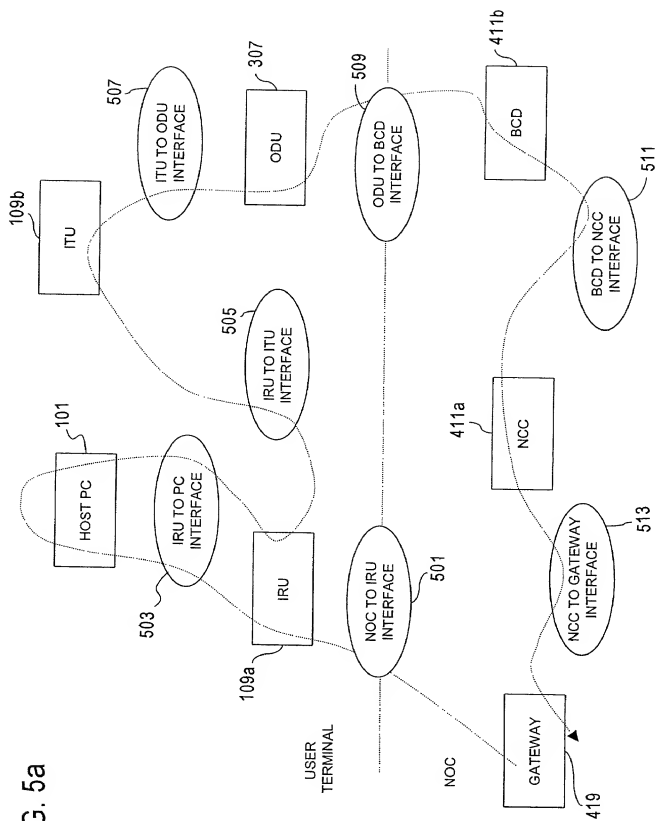 G. 5a
109b
ITU
507
ITU TO ODU
INTERFACE
307
ODU
509
ODU TO BCD
INTERFACE
411b
BCD
511
BCD TO NCC
INTERFACE
101
HOST PC
503
IRU TO PC
INTERFACE
505
IRU TO ITU
INTERFACE
109a
IRU
501
NOC TO IRU
INTERFACE
411a
NCC
513
NCC TO GATEWAY
INTERFACE
USER
TERMINAL
NOC
GATEWAY
419